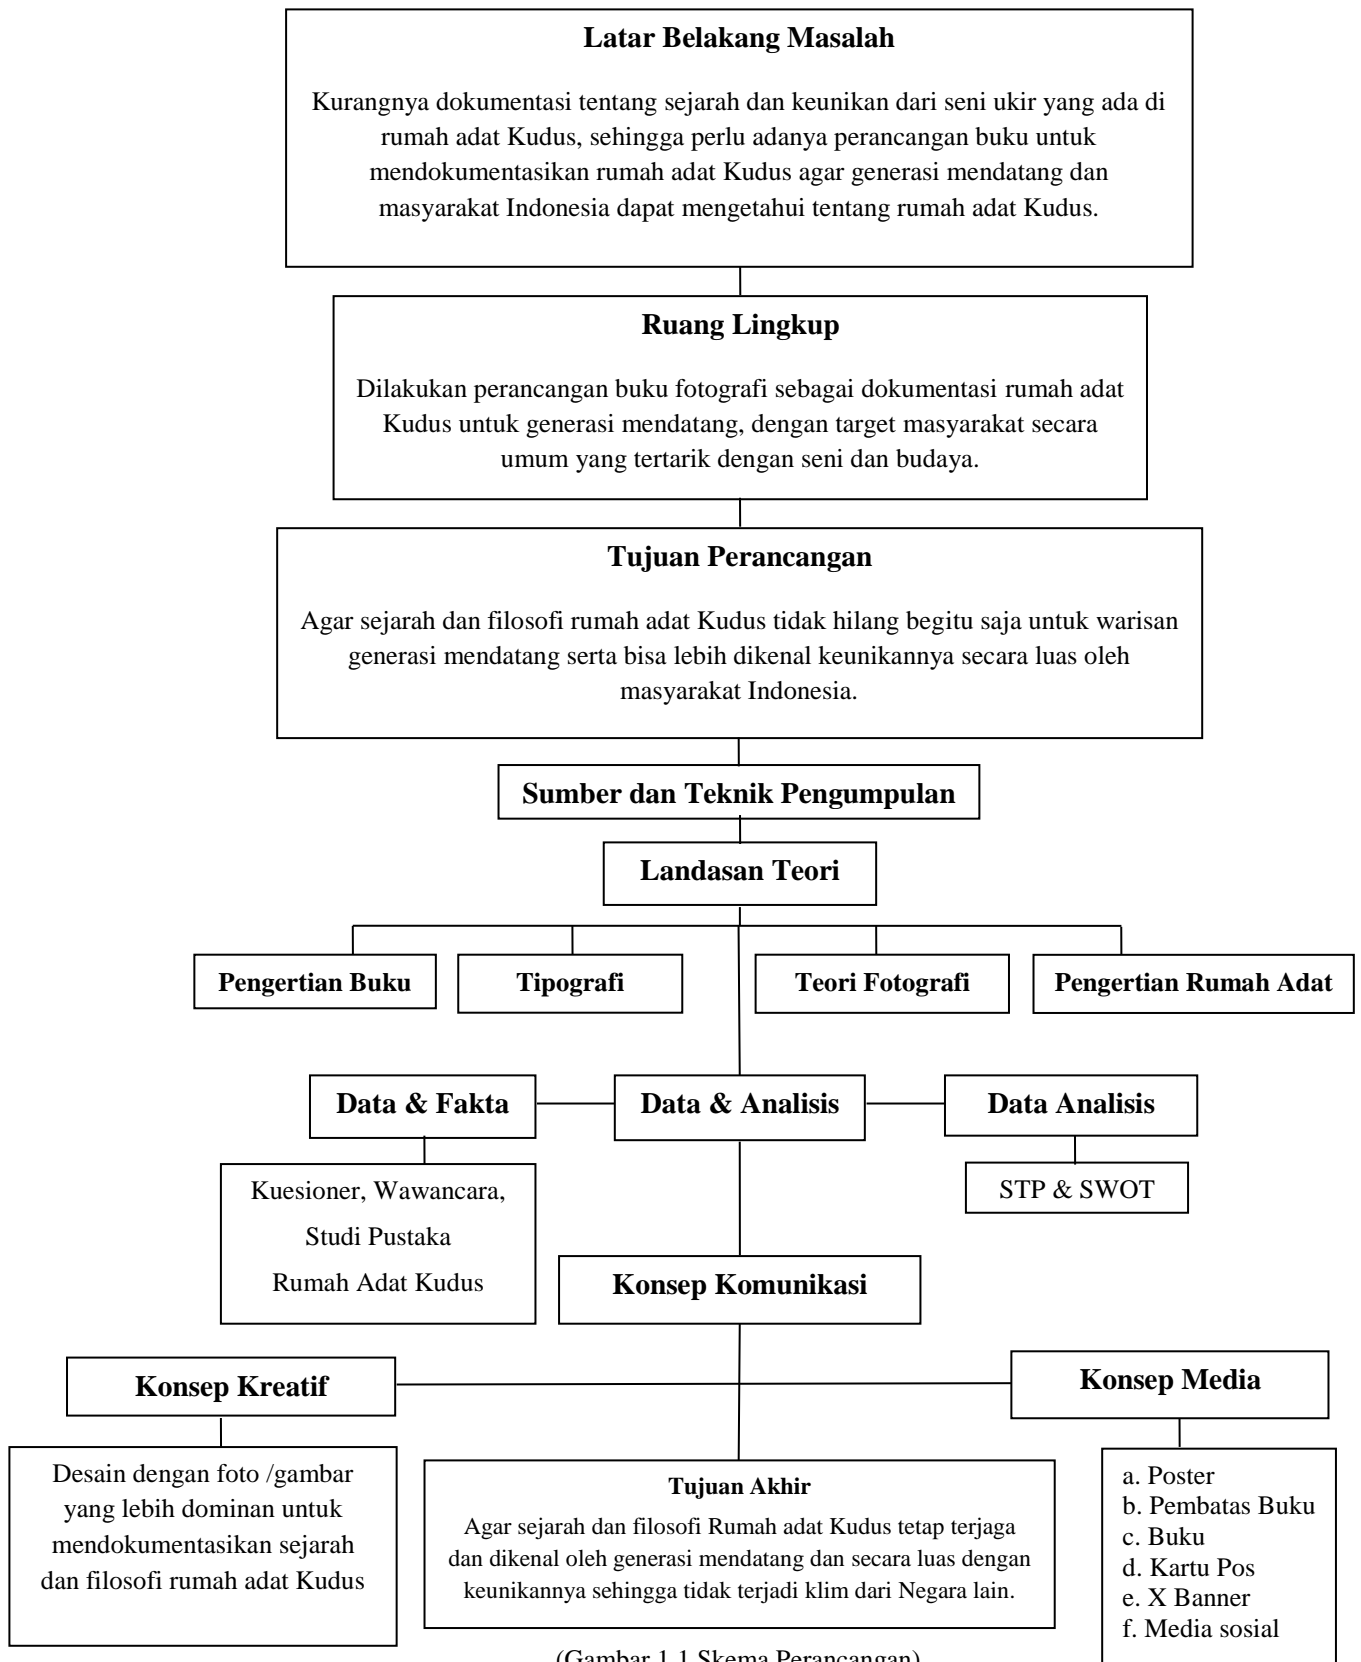 Latar Belakang Masalah
Kurangnya dokumentasi tentang sejarah dan keunikan dari seni ukir yang ada di
rumah adat Kudus, sehingga perlu adanya perancangan buku untuk
mendokumentasikan rumah adat Kudus agar generasi mendatang dan
masyarakat Indonesia dapat mengetahui tentang rumah adat Kudus.
Ruang Lingkup
Dilakukan perancangan buku fotografi sebagai dokumentasi rumah adat
Kudus untuk generasi mendatang, dengan target masyarakat secara
umum yang tertarik dengan seni dan budaya.
Tujuan Perancangan
Agar sejarah dan filosofi rumah adat Kudus tidak hilang begitu saja untuk warisan
generasi mendatang serta bisa lebih dikenal keunikannya secara luas oleh
masyarakat Indonesia.
Sumber dan Teknik Pengumpulan
Landasan Teori
Pengertian Buku
Tipografi
Teori Fotografi
Pengertian Rumah Adat
Data & Fakta
Data & Analisis
Data Analisis
Kuesioner, Wawancara,
Studi Pustaka
Rumah Adat Kudus
STP & SWOT
Konsep Komunikasi
Konsep Kreatif
Konsep Media
Desain dengan foto /gambar
yang lebih dominan untuk
mendokumentasikan sejarah
dan filosofi rumah adat Kudus
Tujuan Akhir
Agar sejarah dan filosofi Rumah adat Kudus tetap terjaga
dan dikenal oleh generasi mendatang dan secara luas dengan
keunikannya sehingga tidak terjadi klim dari Negara lain.
a. Poster
b. Pembatas Buku
c. Buku
d. Kartu Pos
e. X Banner
f. Media sosial
(Gambar 1.1 Skema Perancangan)